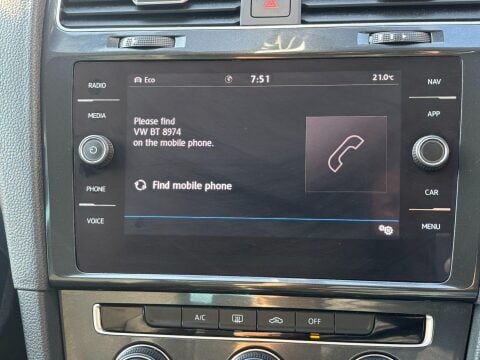 RADIO
MEDIA
PHONE
VOICE
Eco
7:51
21.0°C
Please find
VW BT 8974
on the mobile phone.
Find mobile phone
NAV
APP
CAR
MENU
A/C
OFF